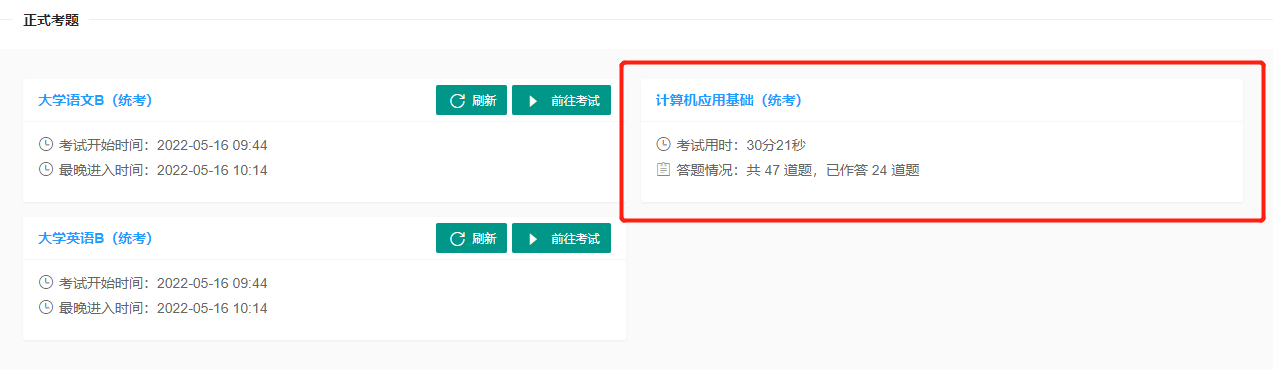 正式考题
大学语文B（统考）
刷新
前往考试
考试开始时间：2022-05-16 09:44
最晚进入时间：2022-05-16 10:14
计算机应用基础（统考）
考试用时：30分21秒
答题情况：共 47 道题，已作答 24 道题
大学英语B（统考）
刷新
前往考试
考试开始时间：2022-05-16 09:44
最晚进入时间：2022-05-16 10:14